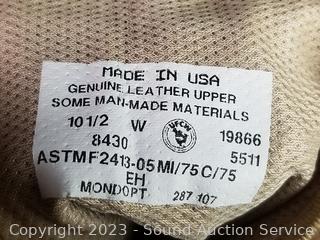 MADE IN USA
GENUINE LEATHER UPPER
SOME MAN-MADE MATERIALS
10 1/2 W UFCW 19866
8430 5511
ASTMF2413-05 MI/75 C/75
EH
MONDOPT 287 107
Copyright 2023 - Sound Auction Service